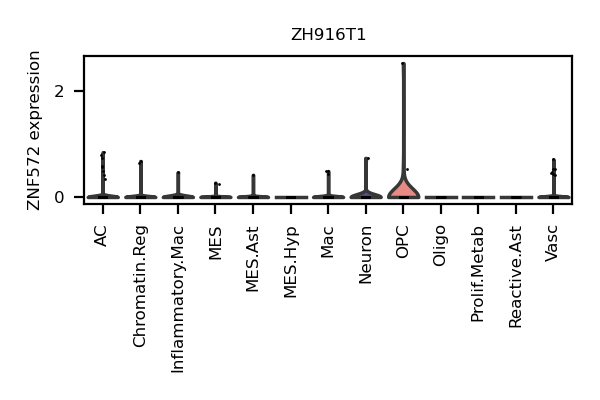 ZH916T1
ZNF572 expression
2
0
AC
Chromatin.Reg
Inflammatory.Mac
MES
MES.Ast
MES.Hyp
Mac
Neuron
OPC
Oligo
Prolif.Metab
Reactive.Ast
Vasc